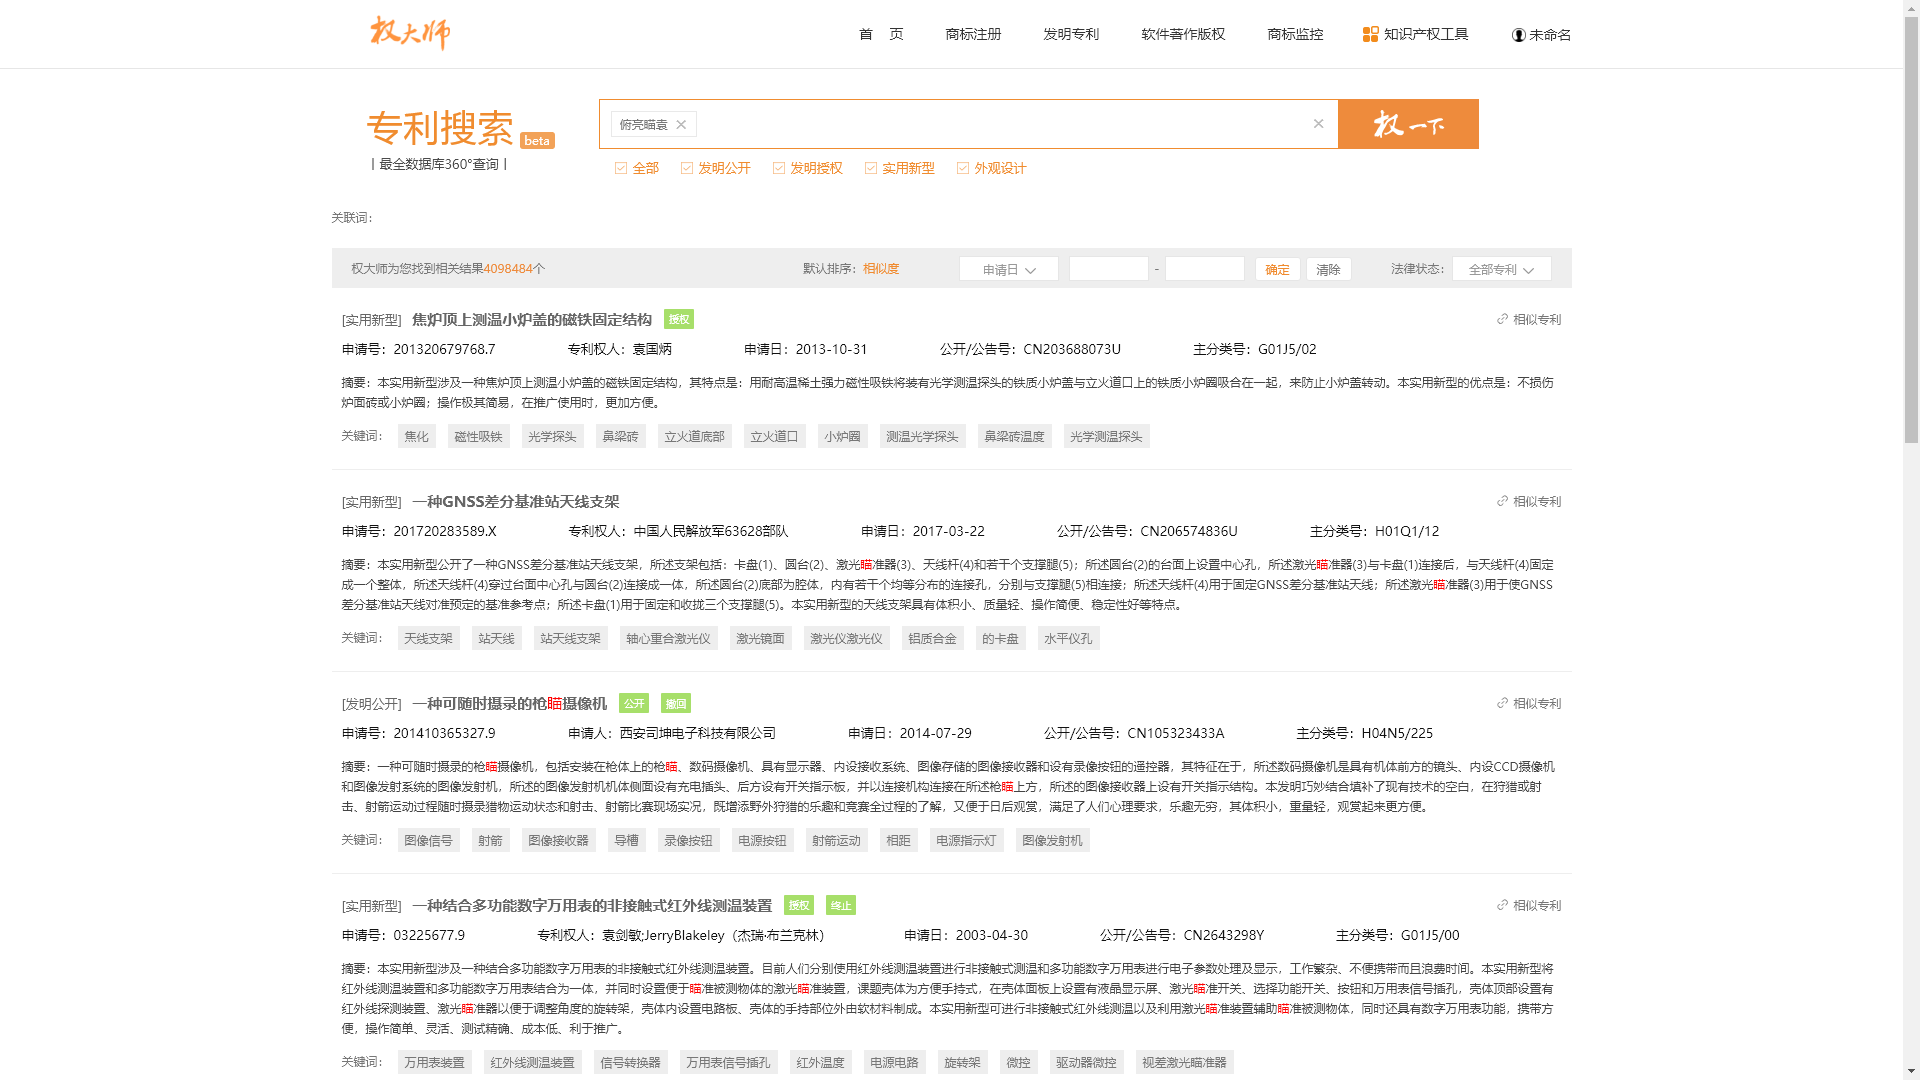 权大师
首 页 商标注册 发明专利 软件著作版权 商标监控 知识产权工具 未命名
专利搜索 beta
| 最全数据库360°查询 |
俯亮瞄袁 × × 权一下
全部 发明公开 发明授权 实用新型 外观设计
关联词：
权大师为您找到相关结果4098484个 默认排序：相似度 申请日 - 确定 清除 法律状态： 全部专利
[实用新型] 焦炉顶上测温小炉盖的磁铁固定结构 授权 相似专利
申请号：201320679768.7 专利权人：袁国炳 申请日：2013-10-31 公开/公告号：CN203688073U 主分类号：G01J5/02
摘要：本实用新型涉及一种焦炉顶上测温小炉盖的磁铁固定结构，其特点是：用耐高温稀土强力磁性吸铁将装有光学测温探头的铁质小炉盖与立火道口上的铁质小炉圈吸合在一起，来防止小炉盖转动。本实用新型的优点是：不损伤
炉面砖或小炉圈；操作极其简易，在推广使用时，更加方便。
关键词： 焦化 磁性吸铁 光学探头 鼻梁砖 立火道底部 立火道口 小炉圈 测温光学探头 鼻梁砖温度 光学测温探头
[实用新型] 一种GNSS差分基准站天线支架 相似专利
申请号：201720283589.X 专利权人：中国人民解放军63628部队 申请日：2017-03-22 公开/公告号：CN206574836U 主分类号：H01Q1/12
摘要：本实用新型公开了一种GNSS差分基准站天线支架，所述支架包括：卡盘(1)、圆台(2)、激光瞄准器(3)、天线杆(4)和若干个支撑腿(5)；所述圆台(2)的台面上设置中心孔，所述激光瞄准器(3)与卡盘(1)连接后，与天线杆(4)固定
成一个整体，所述天线杆(4)穿过台面中心孔与圆台(2)连接成一体，所述圆台(2)底部为腔体，内有若干个均等分布的连接孔，分别与支撑腿(5)相连接；所述天线杆(4)用于固定GNSS差分基准站天线；所述激光瞄准器(3)用于使GNSS
差分基准站天线对准预定的基准参考点；所述卡盘(1)用于固定和收拢三个支撑腿(5)。本实用新型的天线支架具有体积小、质量轻、操作简便、稳定性好等特点。
关键词： 天线支架 站天线 站天线支架 轴心重合激光仪 激光镜面 激光仪激光仪 铝质合金 的卡盘 水平仪孔
[发明公开] 一种可随时摄录的枪瞄摄像机 公开 撤回 相似专利
申请号：201410365327.9 申请人：西安司坤电子科技有限公司 申请日：2014-07-29 公开/公告号：CN105323433A 主分类号：H04N5/225
摘要：一种可随时摄录的枪瞄摄像机，包括安装在枪体上的枪瞄、数码摄像机、具有显示器、内设接收系统、图像存储的图像接收器和设有录像按钮的遥控器，其特征在于，所述数码摄像机是具有机体前方的镜头、内设CCD摄像机
和图像发射系统的图像发射机，所述的图像发射机机体侧面设有充电插头、后方设有开关指示板，并以连接机构连接在所述枪瞄上方，所述的图像接收器上设有开关指示结构。本发明巧妙结合填补了现有技术的空白，在狩猎或射
击、射箭运动过程随时摄录猎物运动状态和射击、射箭比赛现场实况，既增添野外狩猎的乐趣和竞赛全过程的了解，又便于日后观赏，满足了人们心理要求，乐趣无穷，其体积小，重量轻，观赏起来更方便。
关键词： 图像信号 射箭 图像接收器 导槽 录像按钮 电源按钮 射箭运动 相距 电源指示灯 图像发射机
[实用新型] 一种结合多功能数字万用表的非接触式红外线测温装置 授权 终止 相似专利
申请号：03225677.9 专利权人：袁剑敏;JerryBlakeley（杰瑞·布兰克林） 申请日：2003-04-30 公开/公告号：CN2643298Y 主分类号：G01J5/00
摘要：本实用新型涉及一种结合多功能数字万用表的非接触式红外线测温装置。目前人们分别使用红外线测温装置进行非接触式测温和多功能数字万用表进行电子参数处理及显示，工作繁杂、不便携带而且浪费时间。本实用新型将
红外线测温装置和多功能数字万用表结合为一体，并同时设置便于瞄准被测物体的激光瞄准装置，课题壳体为方便手持式，在壳体面板上设置有液晶显示屏、激光瞄准开关、选择功能开关、按钮和万用表信号插孔，壳体顶部设置有
红外线探测装置、激光瞄准器以便于调整角度的旋转架，壳体内设置电路板、壳体的手持部位外由软材料制成。本实用新型可进行非接触式红外线测温以及利用激光瞄准装置辅助瞄准被测物体，同时还具有数字万用表功能，携带方
便，操作简单、灵活、测试精确、成本低、利于推广。
关键词： 万用表装置 红外线测温装置 信号转换器 万用表信号插孔 红外温度 电源电路 旋转架 微控 驱动器微控 视差激光瞄准器